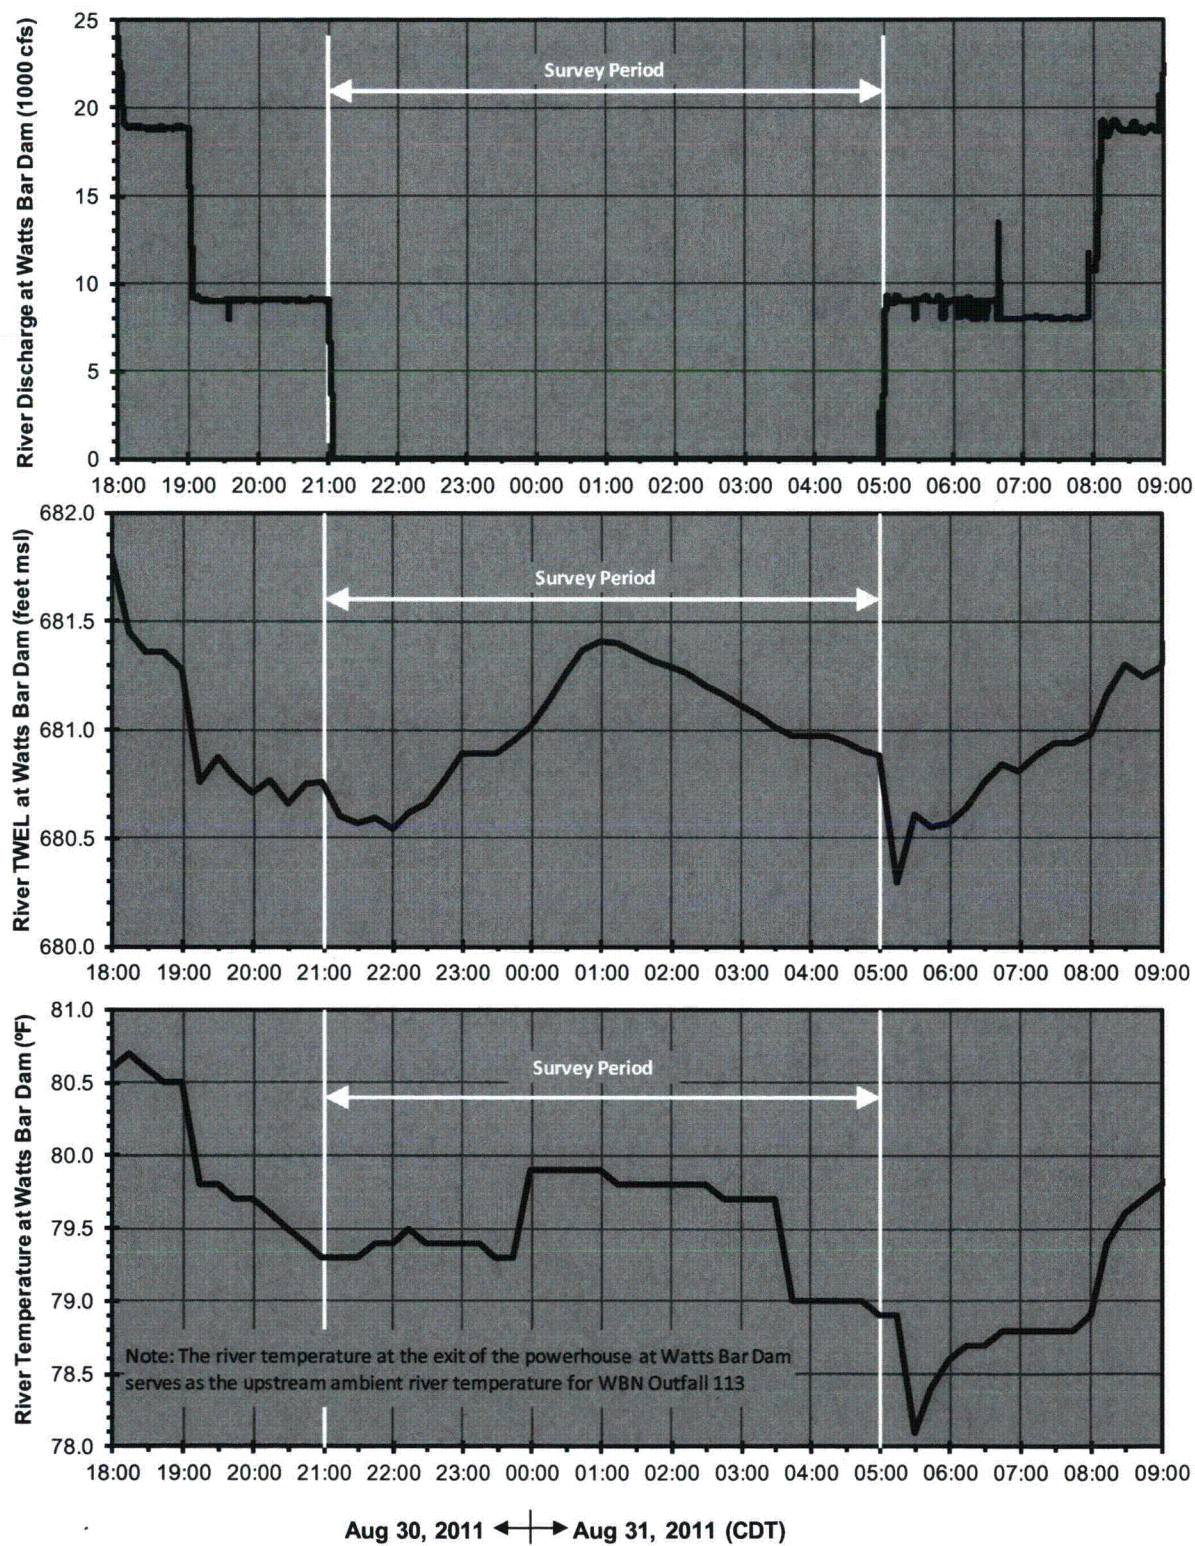 River Discharge at Watts Bar Dam (1000 cfs)
25
20
15
10
5
0
Survey Period
18:00 19:00 20:00 21:00 22:00 23:00 00:00 01:00 02:00 03:00 04:00 05:00 06:00 07:00 08:00 09:00
River TWEL at Watts Bar Dam (feet msl)
682.0
681.5
681.0
680.5
680.0
Survey Period
18:00 19:00 20:00 21:00 22:00 23:00 00:00 01:00 02:00 03:00 04:00 05:00 06:00 07:00 08:00 09:00
River Temperature at Watts Bar Dam (ºF)
81.0
80.5
80.0
79.5
79.0
78.5
78.0
Survey Period
Note: The river temperature at the exit of the powerhouse at Watts Bar Dam
serves as the upstream ambient river temperature for WBN Outfall 113
18:00 19:00 20:00 21:00 22:00 23:00 00:00 01:00 02:00 03:00 04:00 05:00 06:00 07:00 08:00 09:00
Aug 30, 2011 Aug 31, 2011 (CDT)